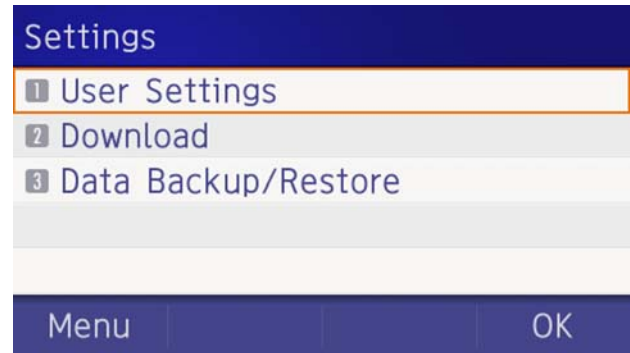 Settings
1 User Settings
2 Download
3 Data Backup/Restore
Menu OK